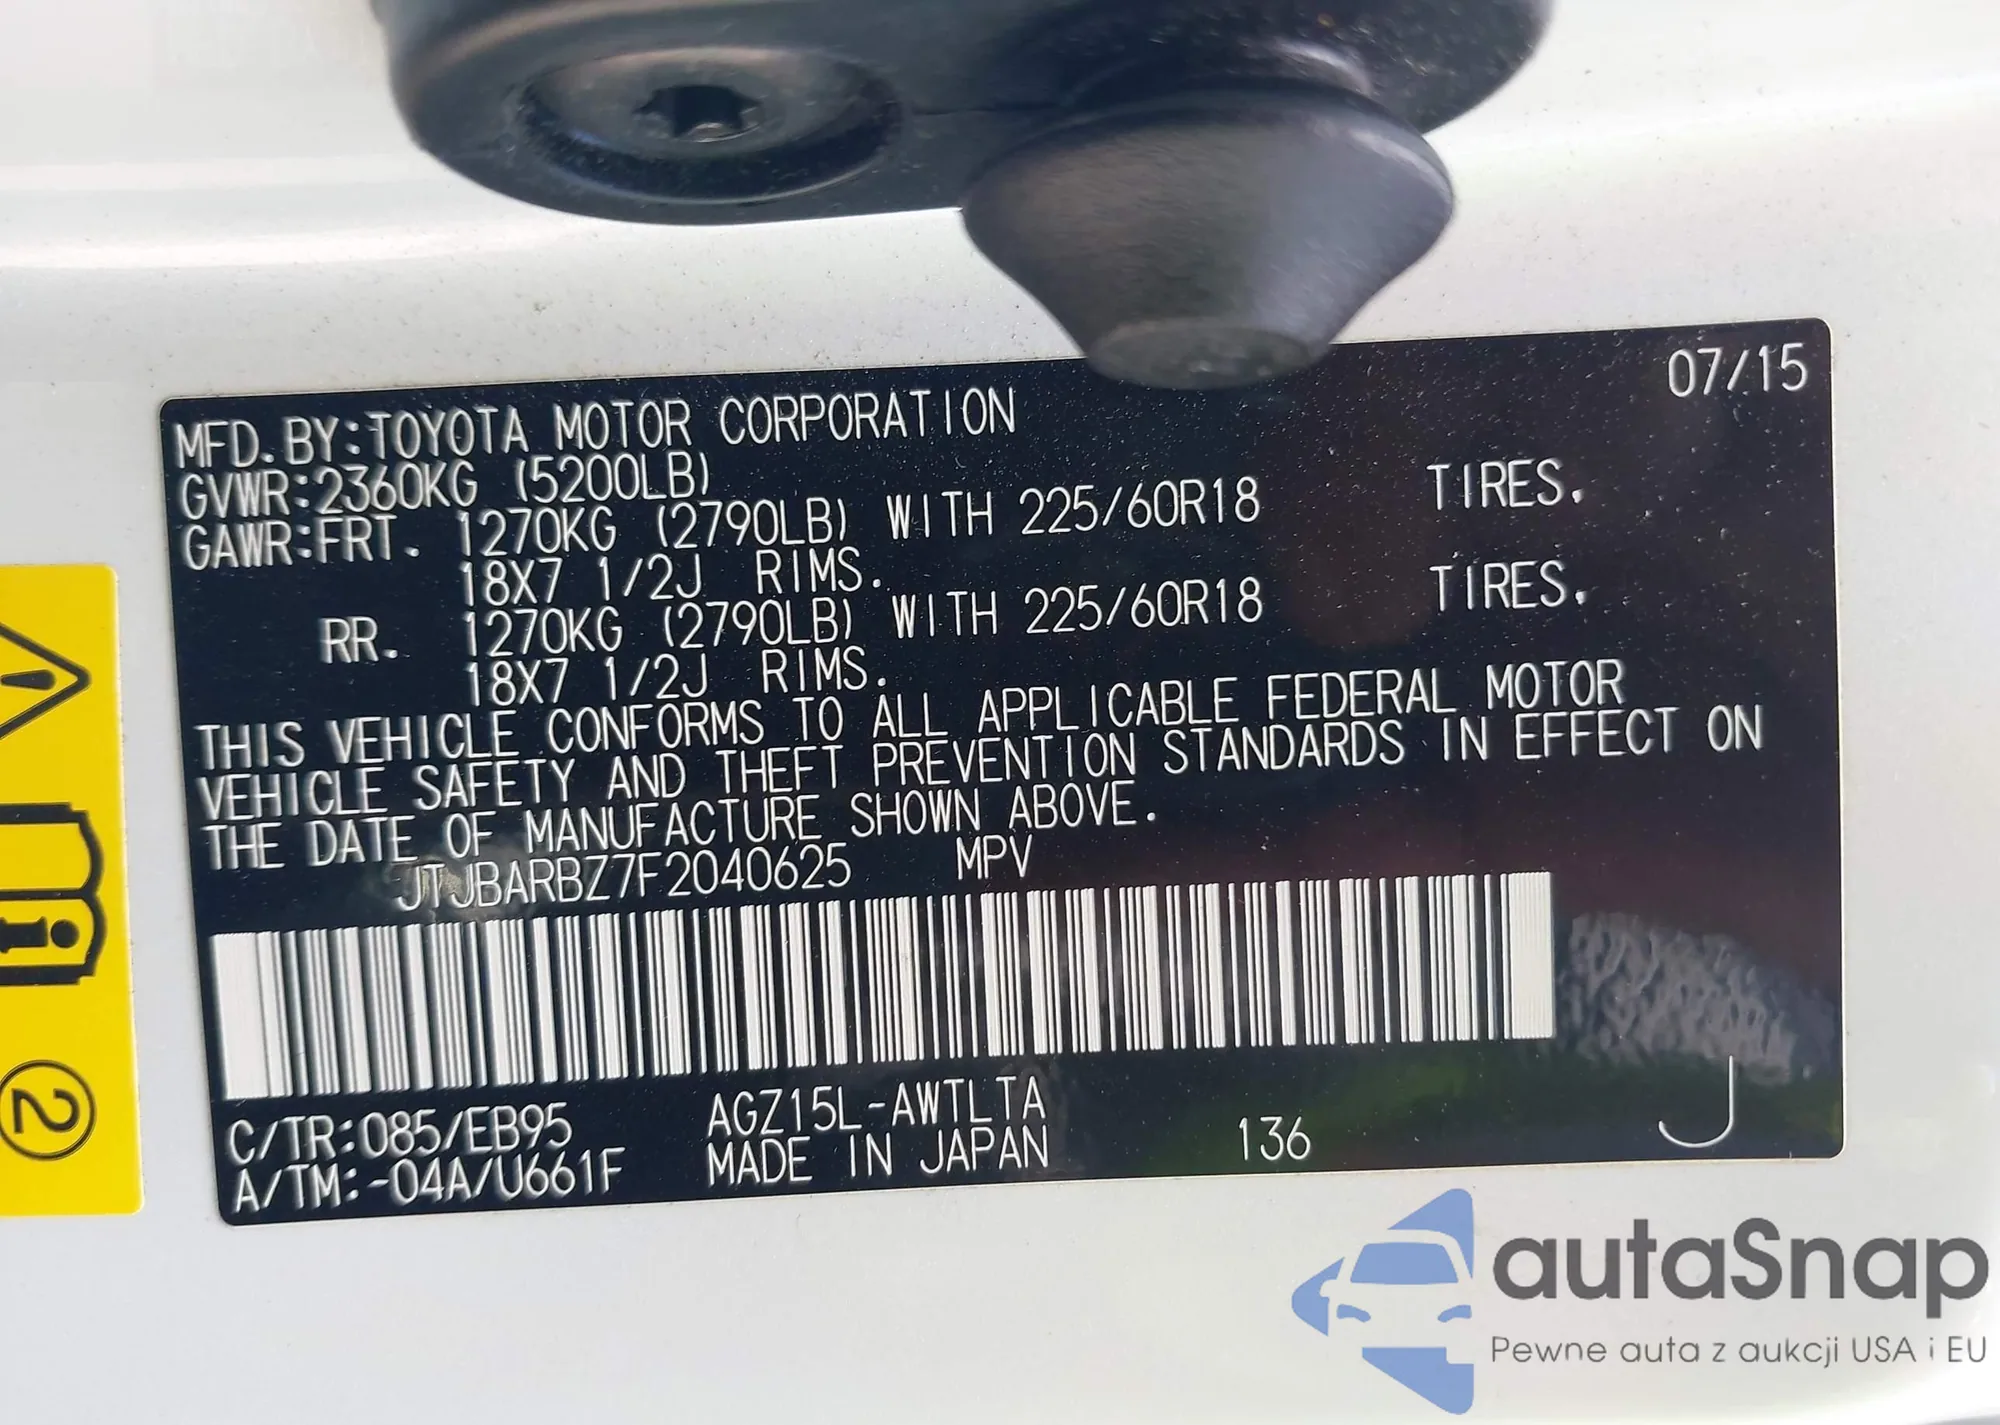 07/15
MFD.BY:TOYOTA MOTOR CORPORATION
GVWR:2360KG (5200LB)
GAWR:FRT. 1270KG (2790LB) WITH 225/60R18 TIRES.
18X7 1/2J RIMS.
RR. 1270KG (2790LB) WITH 225/60R18 TIRES.
18X7 1/2J RIMS.
THIS VEHICLE CONFORMS TO ALL APPLICABLE FEDERAL MOTOR
VEHICLE SAFETY AND THEFT PREVENTION STANDARDS IN EFFECT ON
THE DATE OF MANUFACTURE SHOWN ABOVE.
JTJBARBZ7F2040625 MPV
C/TR:085/EB95 AGZ15L-AWTLTA
A/TM:-04A/U661F MADE IN JAPAN 136 J
2
autaSnap
Pewne auta z aukcji USA i EU